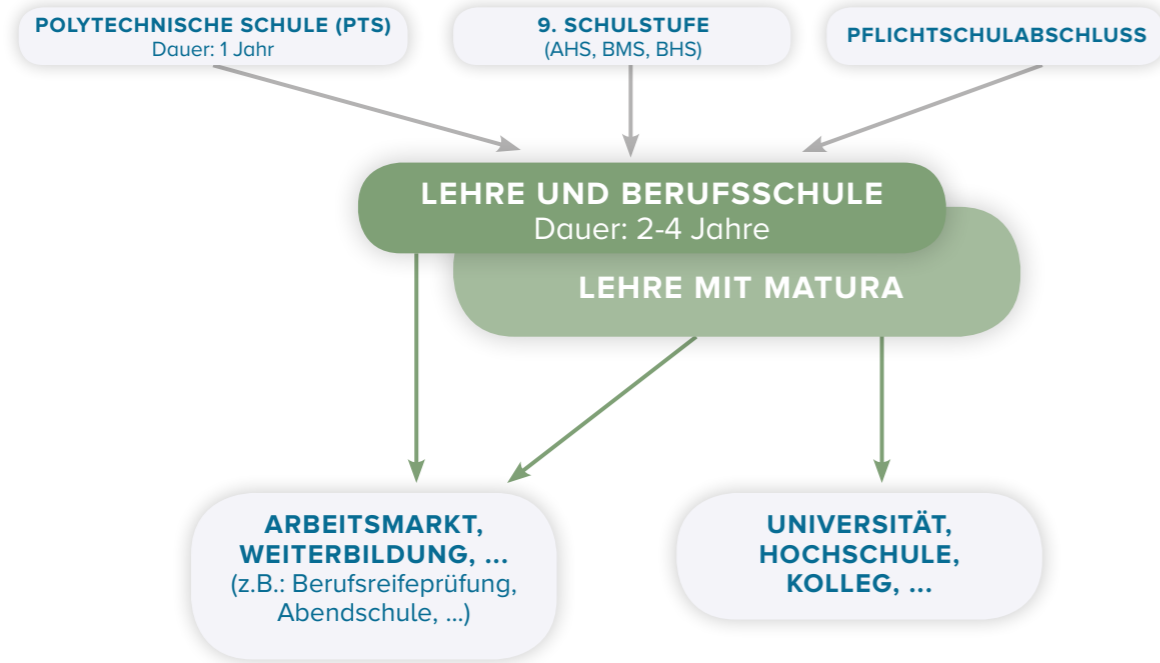 POLYTECHNISCHE SCHULE (PTS)
Dauer: 1 Jahr
9. SCHULSTUFE
(AHS, BMS, BHS)
PFLICHTSCHULABSCHLUSS
LEHRE UND BERUFSSCHULE
Dauer: 2-4 Jahre
LEHRE MIT MATURA
ARBEITSMARKT,
WEITERBILDUNG, ...
(z.B.: Berufsreifeprüfung,
Abendschule, ...)
UNIVERSITÄT,
HOCHSCHULE,
KOLLEG, ...